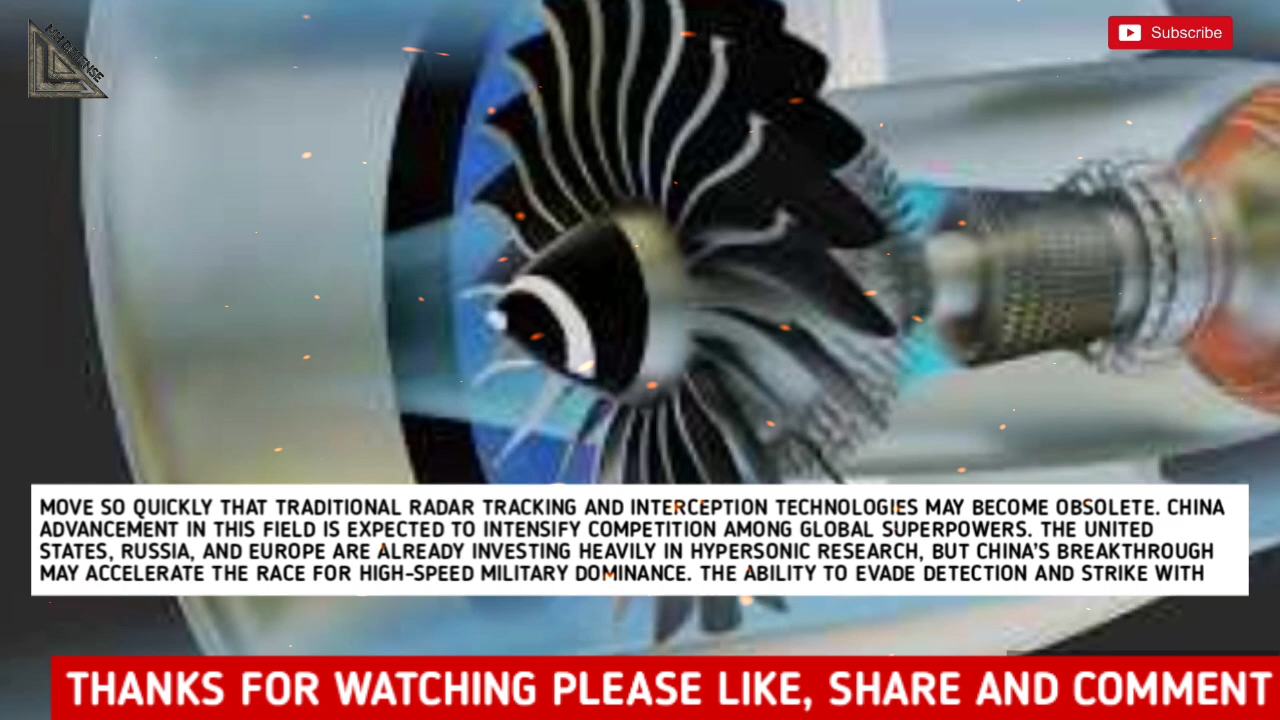 MH DEFENSE
Subscribe
MOVE SO QUICKLY THAT TRADITIONAL RADAR TRACKING AND INTERCEPTION TECHNOLOGIES MAY BECOME OBSOLETE. CHINA
ADVANCEMENT IN THIS FIELD IS EXPECTED TO INTENSIFY COMPETITION AMONG GLOBAL SUPERPOWERS. THE UNITED
STATES, RUSSIA, AND EUROPE ARE ALREADY INVESTING HEAVILY IN HYPERSONIC RESEARCH, BUT CHINA'S BREAKTHROUGH
MAY ACCELERATE THE RACE FOR HIGH-SPEED MILITARY DOMINANCE. THE ABILITY TO EVADE DETECTION AND STRIKE WITH
THANKS FOR WATCHING PLEASE LIKE, SHARE AND COMMENT